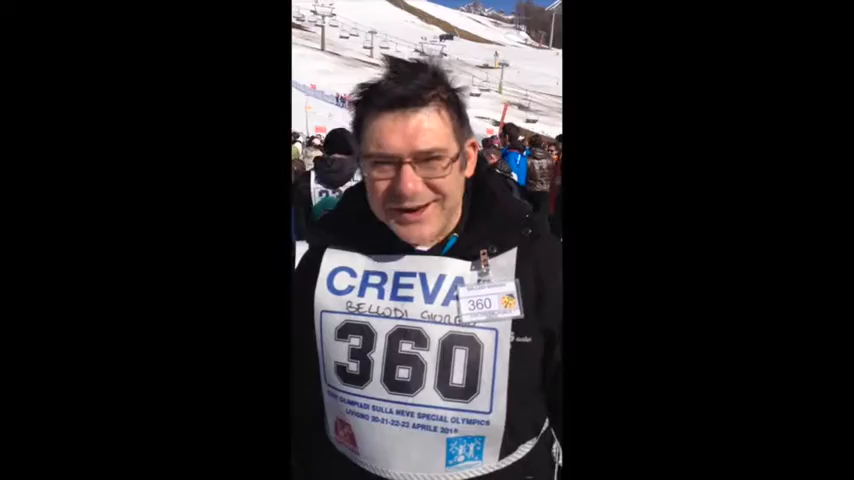 CREVA
BELLODI
360
360
OLIMPIADI SULLA NEVE SPECIAL OLYMPICS
LIVIGNO 20-21-22-23 APRILE